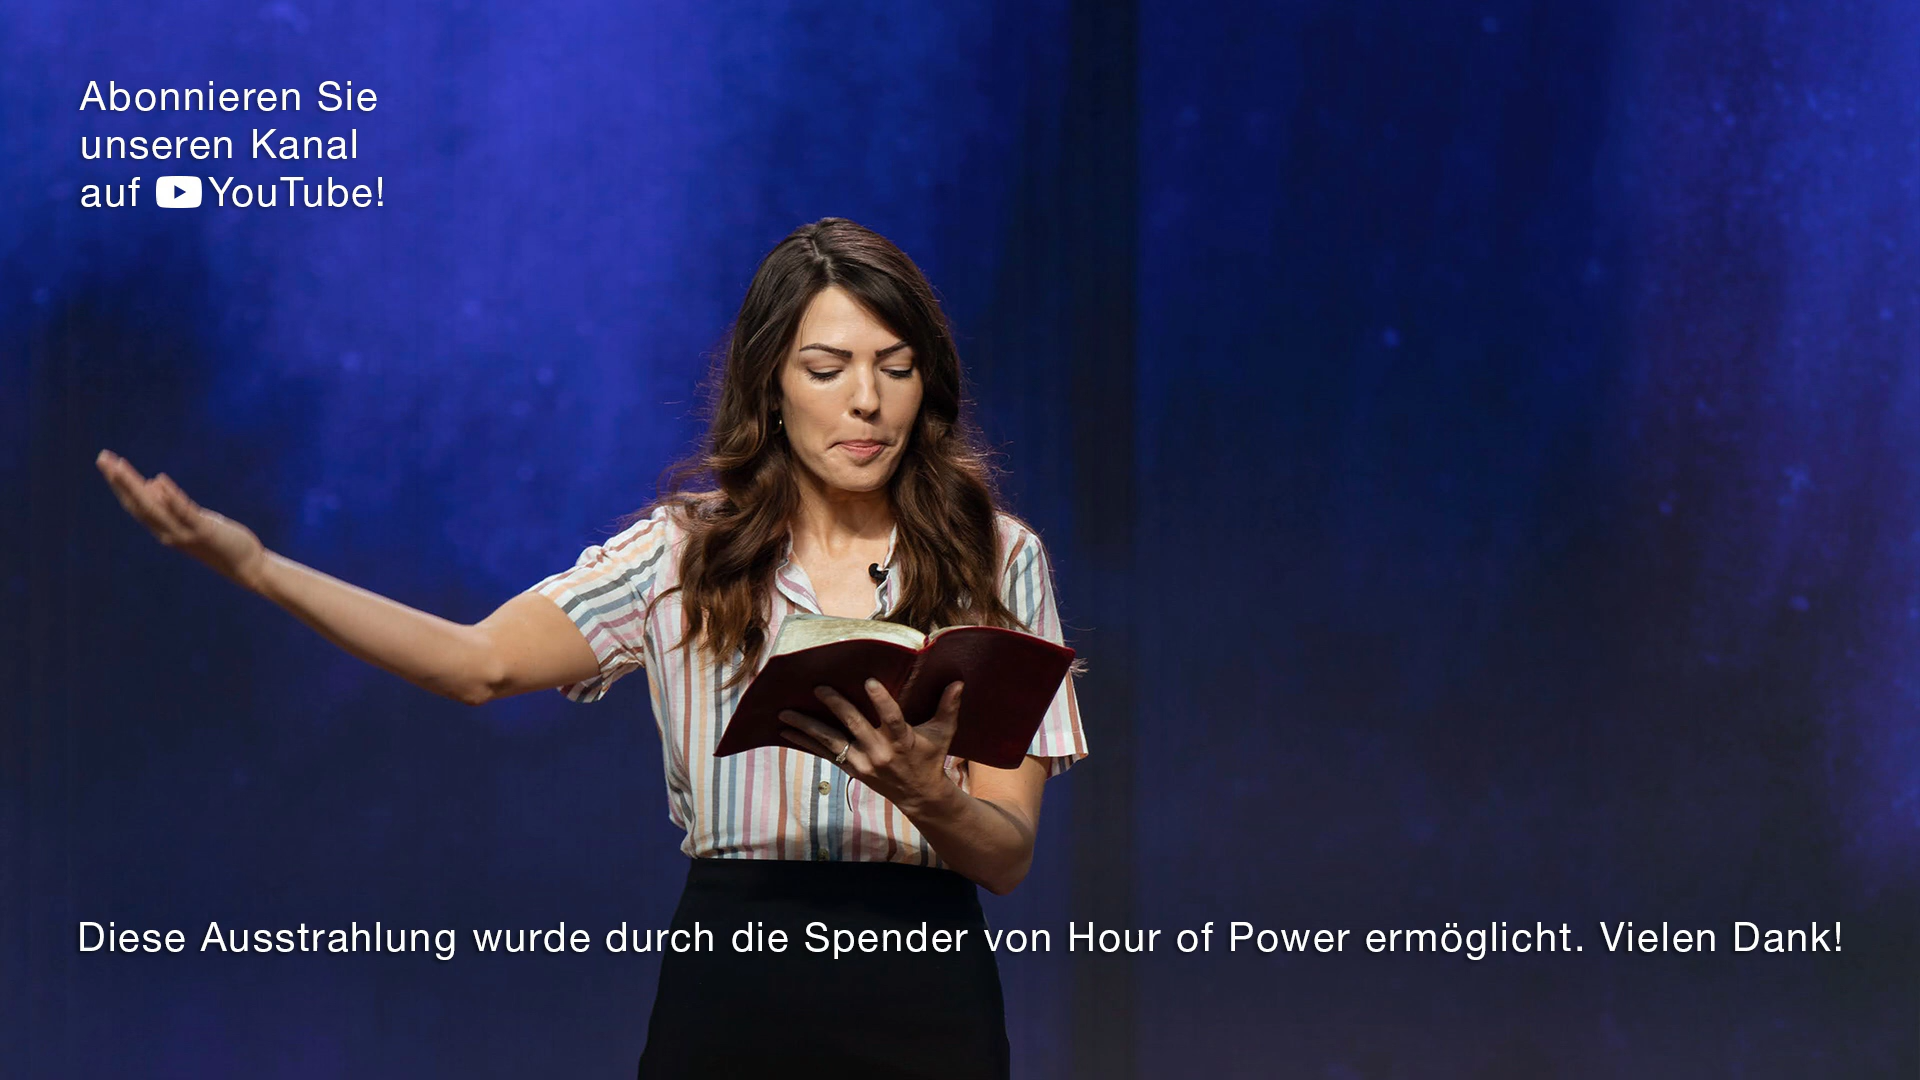 Abonnieren Sie
unseren Kanal
auf YouTube!
Diese Ausstrahlung wurde durch die Spender von Hour of Power ermöglicht. Vielen Dank!